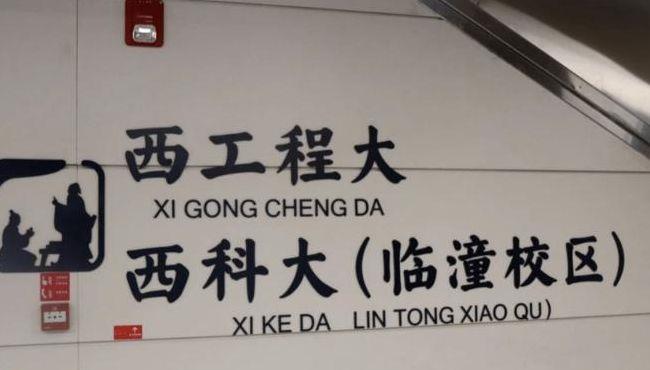 西工程大
XI GONG CHENG DA
西科大(临潼校区)
XI KE DA LIN TONG XIAO QU)